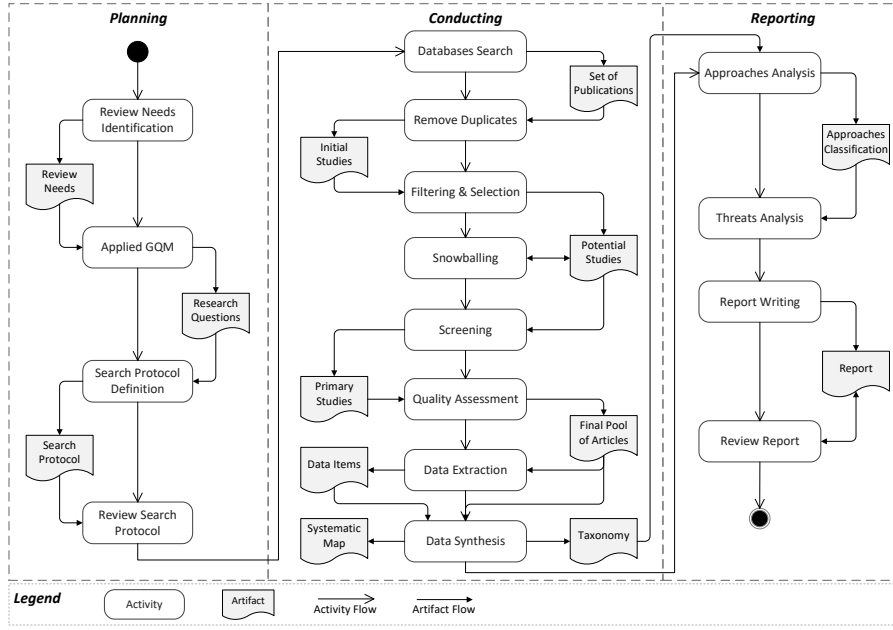 Planning
Conducting
Reporting
Review Needs
Identification
Review
Needs
Applied GQM
Research
Questions
Search Protocol
Definition
Search
Protocol
Review Search
Protocol
Databases Search
Set of
Publications
Remove Duplicates
Initial
Studies
Filtering & Selection
Potential
Studies
Snowballing
Screening
Primary
Studies
Quality Assessment
Final Pool
of Articles
Data Items
Data Extraction
Systematic
Map
Data Synthesis
Taxonomy
Approaches Analysis
Approaches
Classification
Threats Analysis
Report Writing
Report
Review Report
Legend
Activity
Artifact
Activity Flow
Artifact Flow